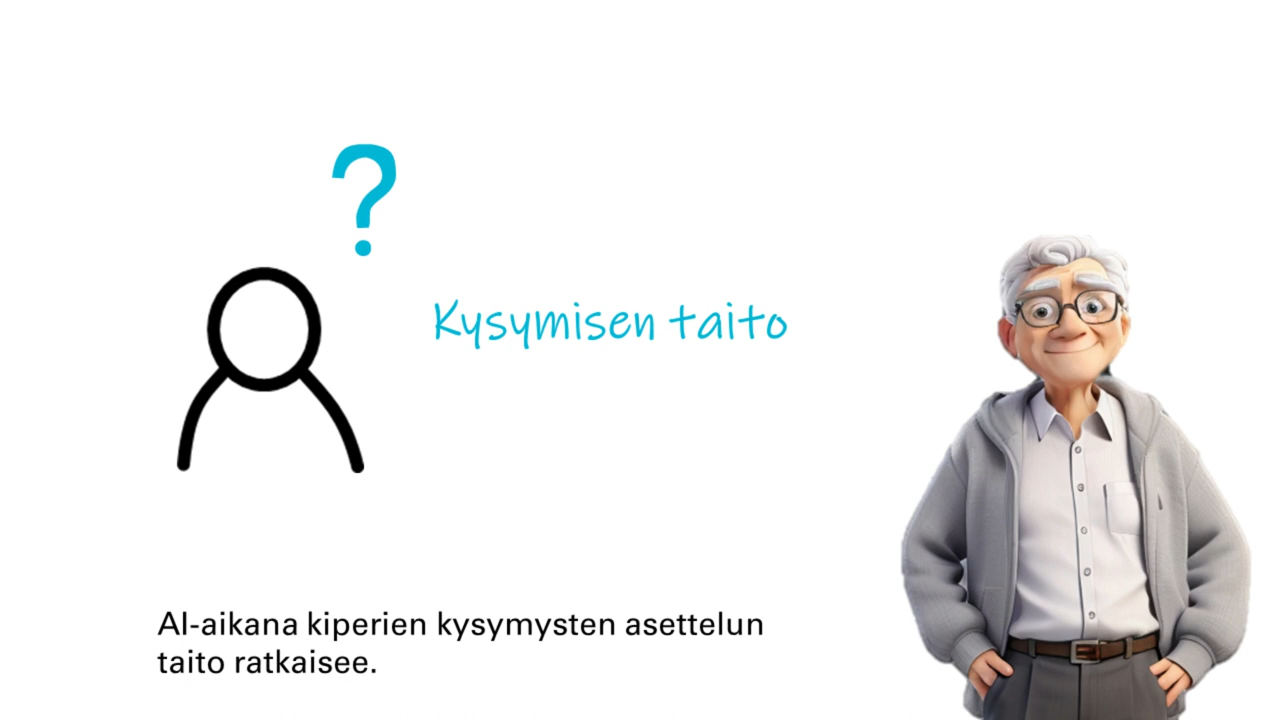 ?
Kysymisen taito
AI-aikana kiperien kysymysten asettelun
taito ratkaisee.